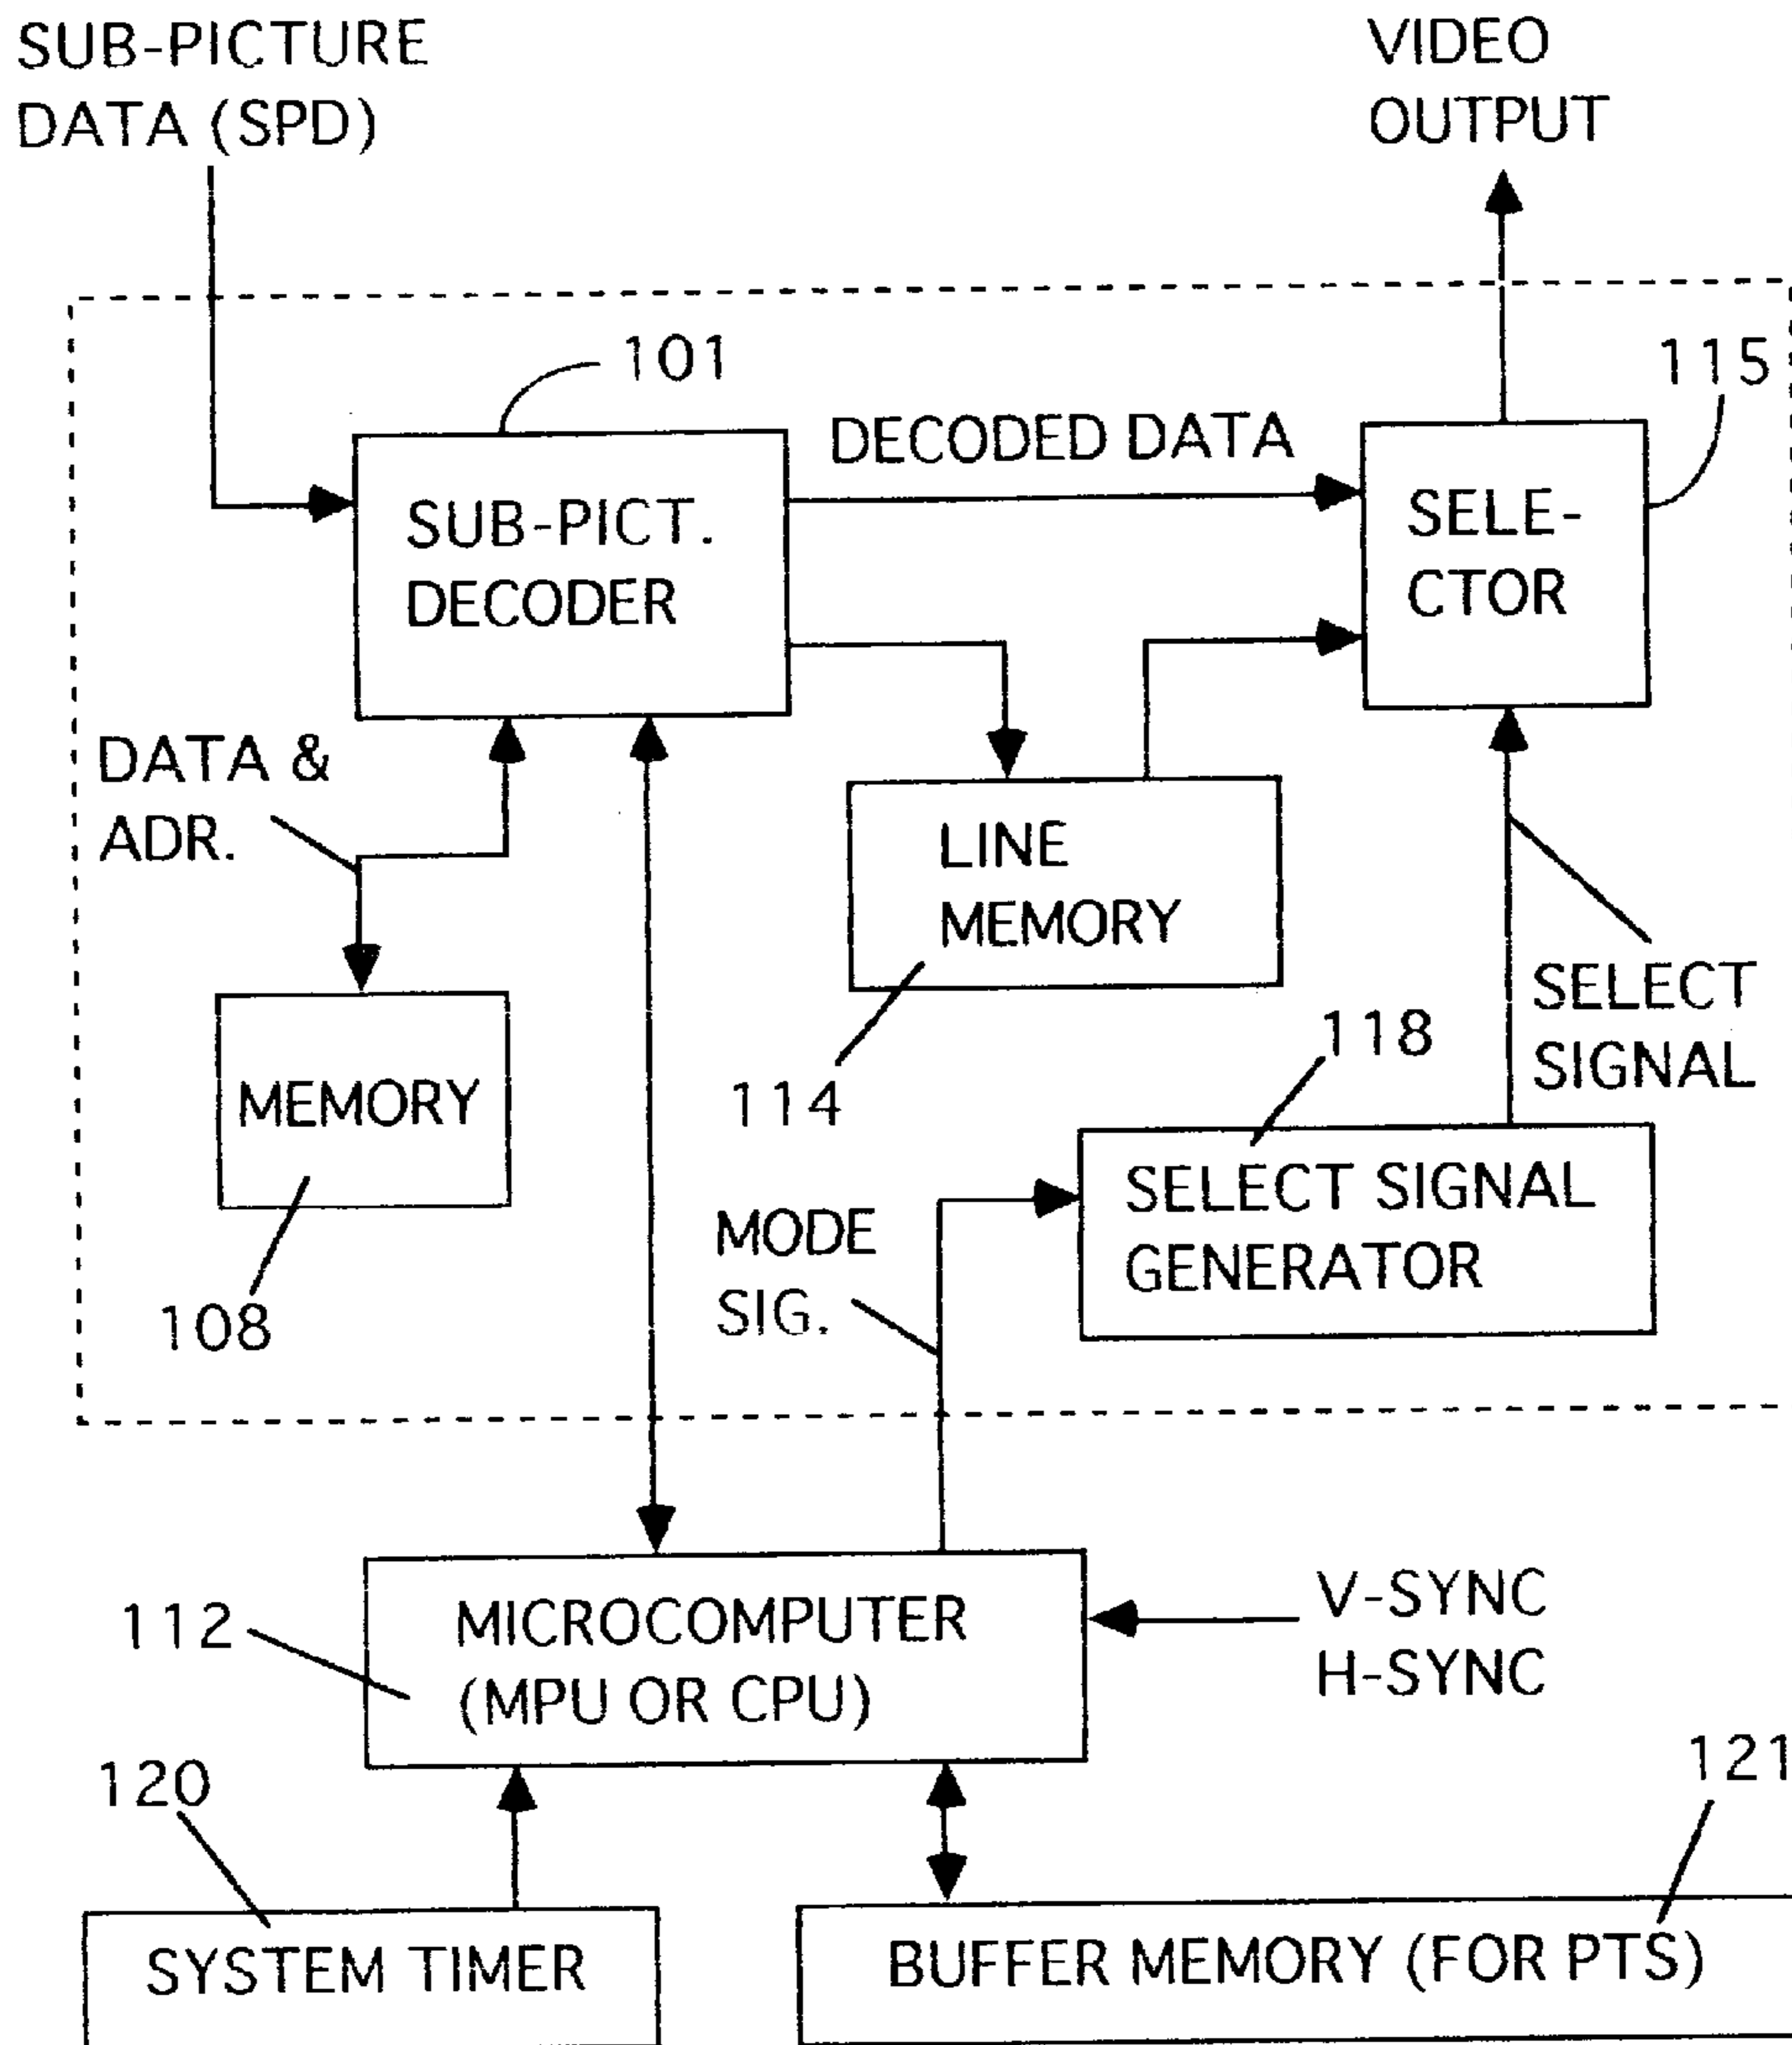 SUB-PICTURE
DATA (SPD)
VIDEO
OUTPUT
101
115
DECODED DATA
SUB-PICT.
DECODER
SELE-
CTOR
DATA &
ADR.
LINE
MEMORY
SELECT
SIGNAL
118
114
MEMORY
108
MODE
SIG.
SELECT SIGNAL
GENERATOR
112
MICROCOMPUTER
(MPU OR CPU)
V-SYNC
H-SYNC
120
121
SYSTEM TIMER
BUFFER MEMORY (FOR PTS)